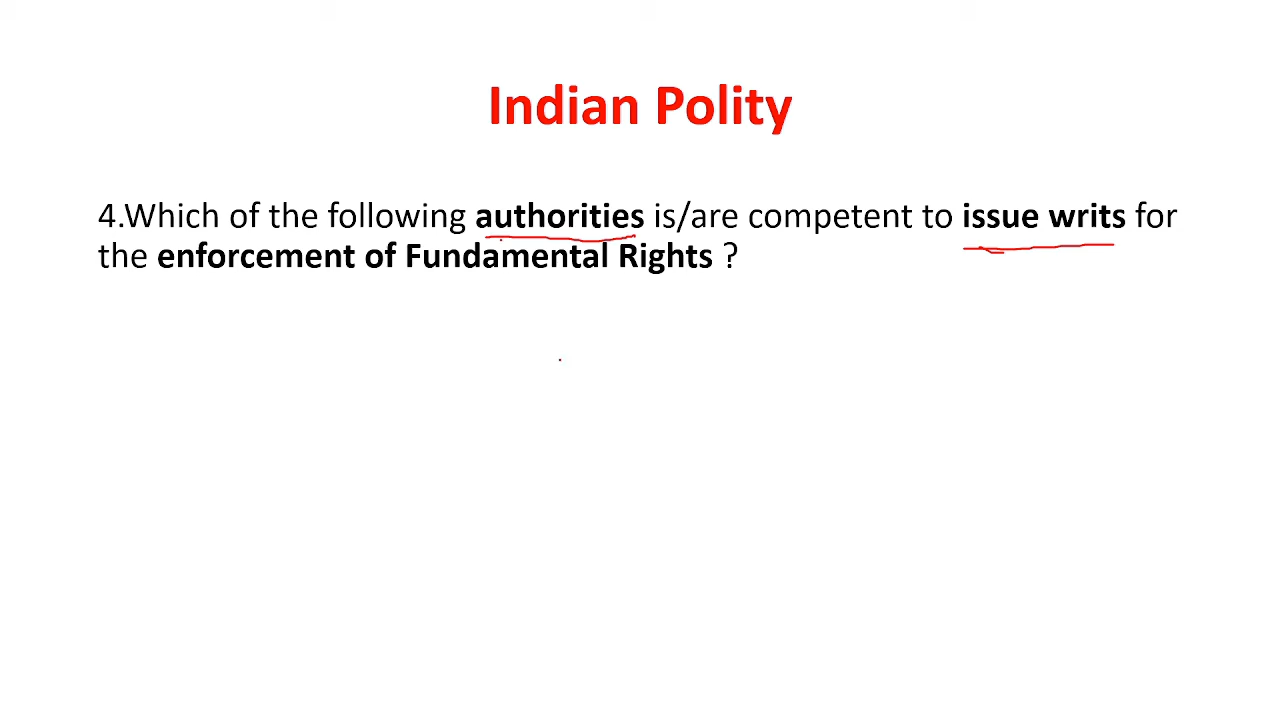 Indian Polity
4.Which of the following authorities is/are competent to issue writs for
the enforcement of Fundamental Rights ?